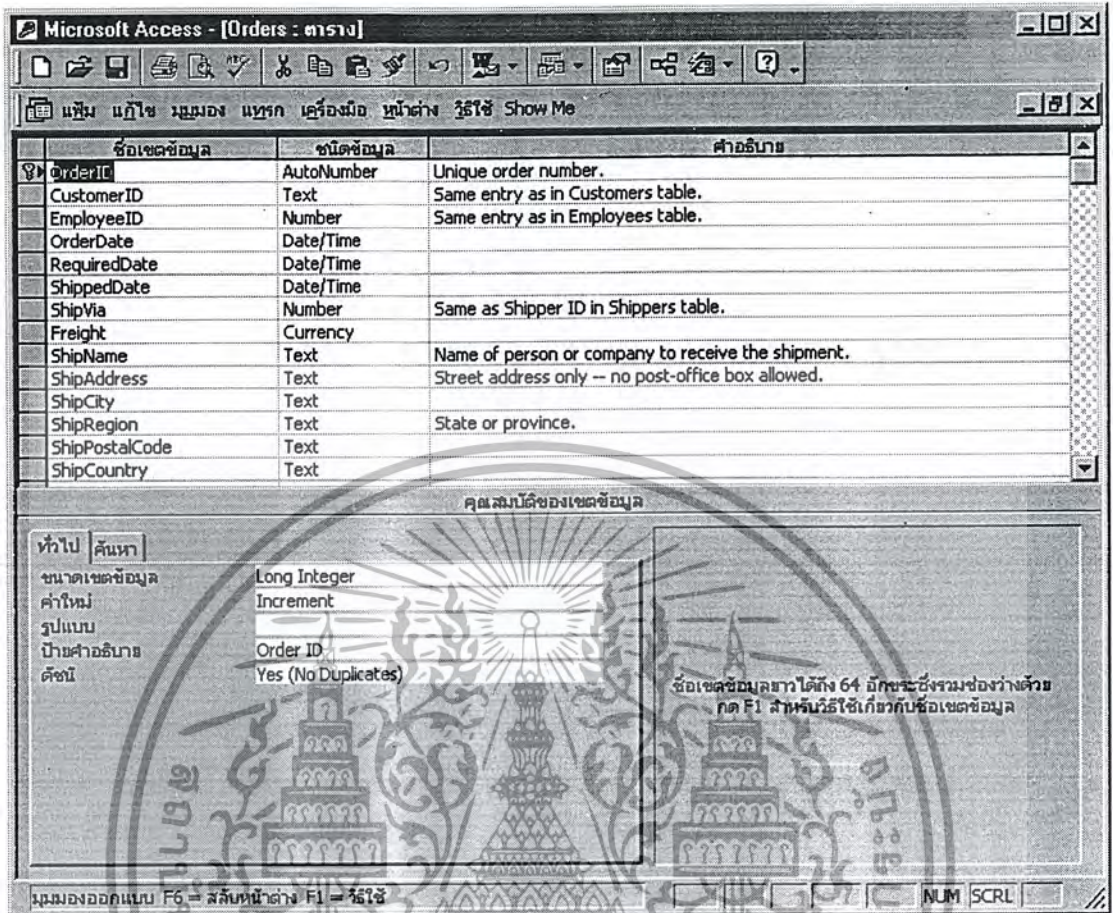 Microsoft Access - [Orders : ตาราง]
แฟ้ม แก้ไข มุมมอง แทรก เครื่องมือ หน้าต่าง วิธีใช้ Show Me
ชื่อเขตข้อมูล ชนิดข้อมูล คำอธิบาย
OrderID AutoNumber Unique order number.
CustomerID Text Same entry as in Customers table.
EmployeeID Number Same entry as in Employees table.
OrderDate Date/Time
RequiredDate Date/Time
ShippedDate Date/Time
ShipVia Number Same as Shipper ID in Shippers table.
Freight Currency
ShipName Text Name of person or company to receive the shipment.
ShipAddress Text Street address only -- no post-office box allowed.
ShipCity Text
ShipRegion Text State or province.
ShipPostalCode Text
ShipCountry Text
คุณสมบัติของเขตข้อมูล
ทั่วไป ค้นหา
ขนาดเขตข้อมูล Long Integer
ค่าใหม่ Increment
รูปแบบ
ป้ายคำอธิบาย Order ID
ดัชนี Yes (No Duplicates)
ชื่อเขตข้อมูลยาวได้ถึง 64 อักขระซึ่งรวมช่องว่างด้วย
กด F1 สำหรับวิธีใช้เกี่ยวกับชื่อเขตข้อมูล
มุมมองออกแบบ F6 = สลับหน้าต่าง F1 = วิธีใช้ NUM SCRL